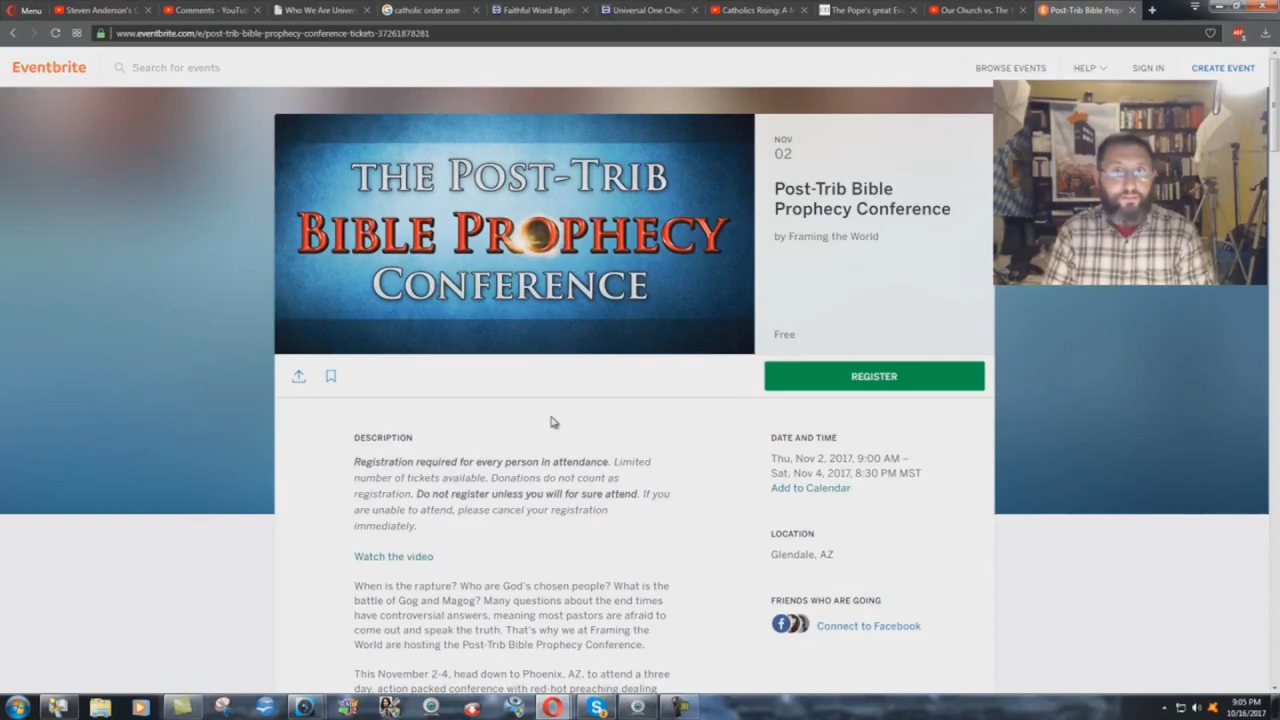 Menu
Steven Anderson's C
Comments - YouTu
Who We Are Univer
catholic order osm
Faithful Word Bapti
Universal One Chur
Catholics Rising: A M
The Pope's great Ev
Our Church vs. The
Post-Trib Bible Prop
www.eventbrite.com/e/post-trib-bible-prophecy-conference-tickets-37261878281
Eventbrite
Search for events
BROWSE EVENTS
HELP
SIGN IN
CREATE EVENT
THE POST-TRIB
BIBLE PROPHECY
CONFERENCE
NOV
02
Post-Trib Bible
Prophecy Conference
by Framing the World
Free
REGISTER
DESCRIPTION
Registration required for every person in attendance. Limited
number of tickets available. Donations do not count as
registration. Do not register unless you will for sure attend. If you
are unable to attend, please cancel your registration
immediately.
Watch the video
When is the rapture? Who are God's chosen people? What is the
battle of Gog and Magog? Many questions about the end times
have controversial answers, meaning most pastors are afraid to
come out and speak the truth. That's why we at Framing the
World are hosting the Post-Trib Bible Prophecy Conference.
This November 2-4, head down to Phoenix, AZ, to attend a three
day, action packed conference with red-hot preaching dealing
DATE AND TIME
Thu, Nov 2, 2017, 9:00 AM –
Sat, Nov 4, 2017, 8:30 PM MST
Add to Calendar
LOCATION
Glendale, AZ
FRIENDS WHO ARE GOING
Connect to Facebook
9:05 PM
10/16/2017